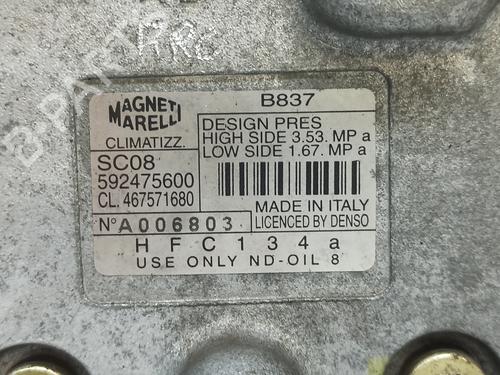 MAGNETI
MARELLI
CLIMATIZZ.
SC08
592475600
CL. 467571680
B837
DESIGN PRES
HIGH SIDE 3.53. MP a
LOW SIDE 1.67. MP a
MADE IN ITALY
LICENCED BY DENSO
N° A006803
HFC134a
USE ONLY ND-OIL 8